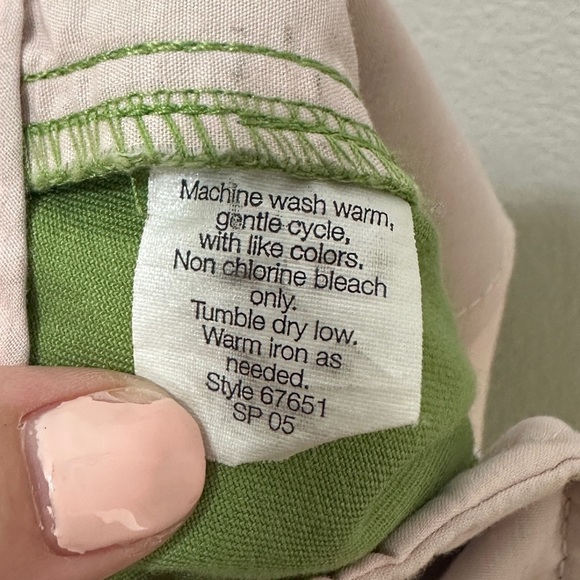 Machine wash warm,
gentle cycle,
with like colors.
Non chlorine bleach
only.
Tumble dry low.
Warm iron as
needed.
Style 67651
SP 05